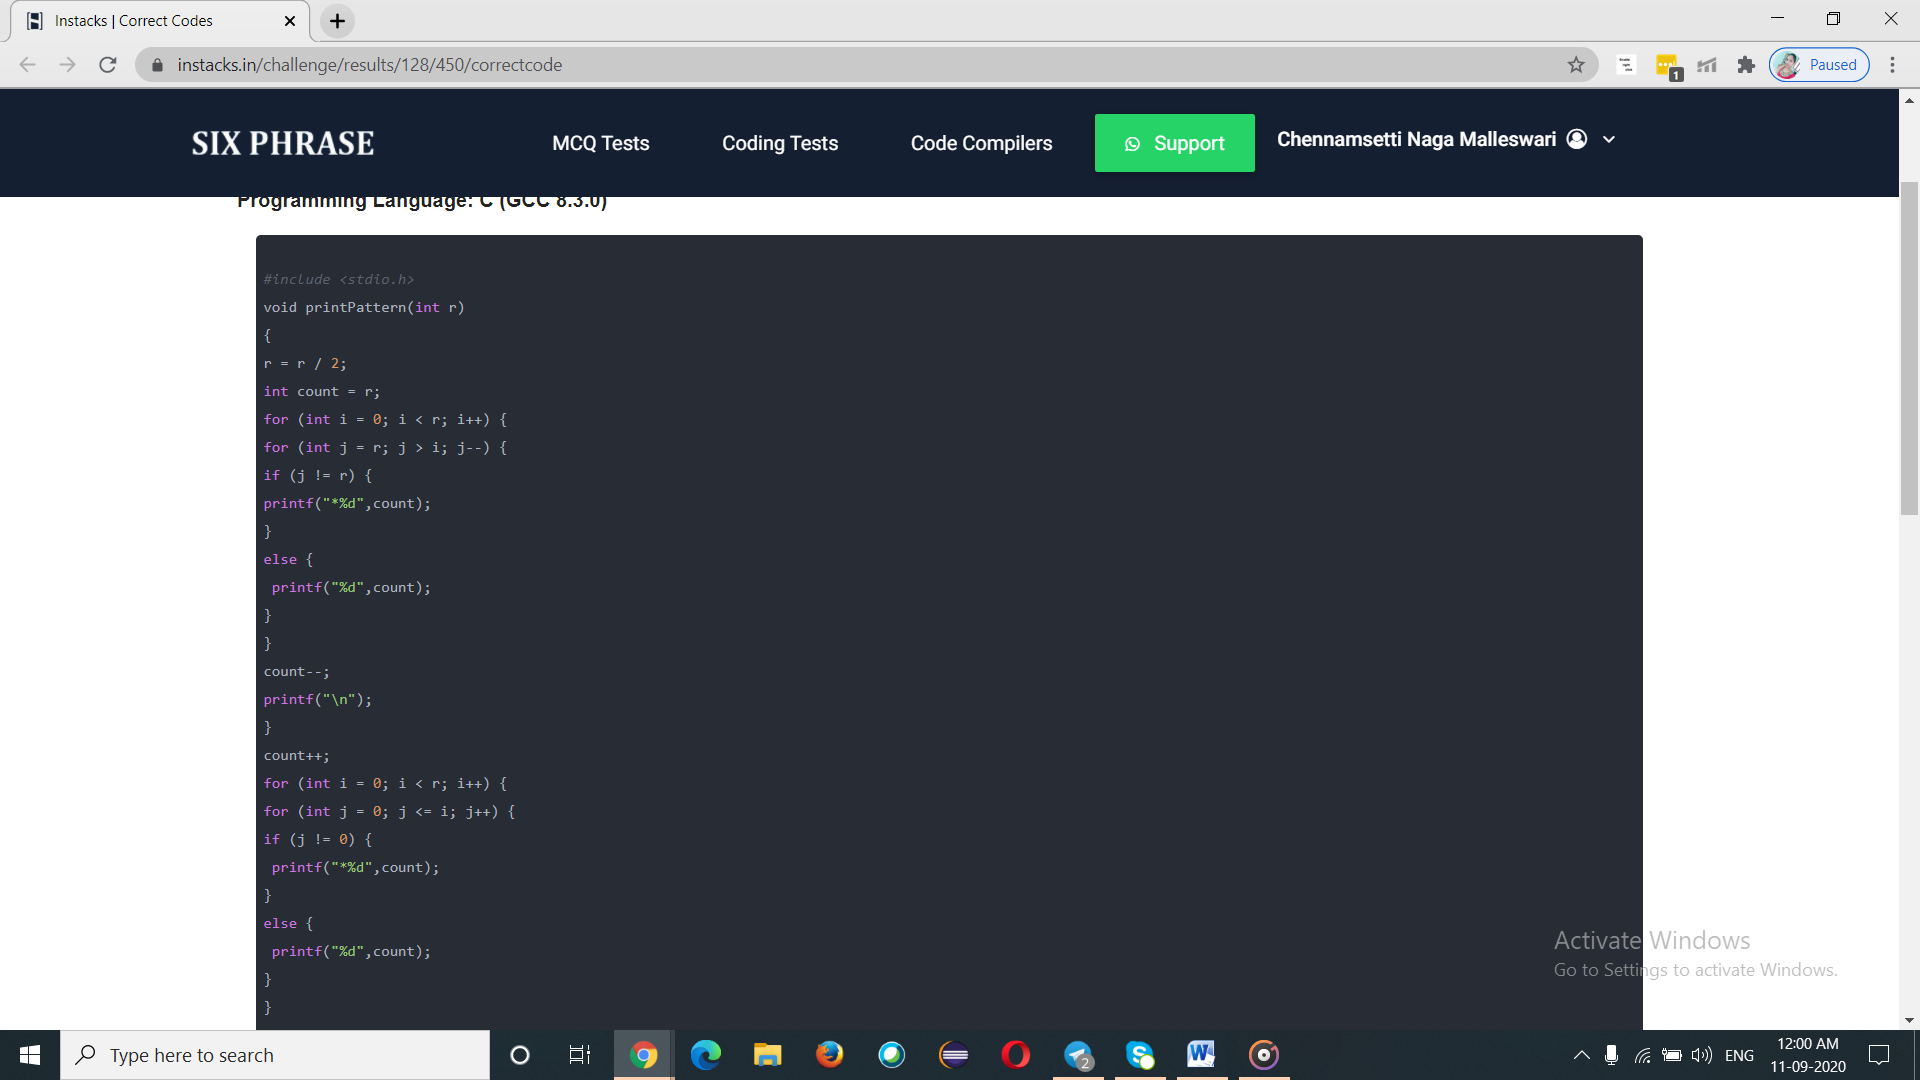 Instacks | Correct Codes
instacks.in/challenge/results/128/450/correctcode
1
Paused
SIX PHRASE
MCQ Tests
Coding Tests
Code Compilers
Support
Chennamsetti Naga Malleswari
Programming Language: C (GCC 8.3.0)
#include <stdio.h>
void printPattern(int r)
{
r = r / 2;
int count = r;
for (int i = 0; i < r; i++) {
for (int j = r; j > i; j--) {
if (j != r) {
printf("*%d",count);
}
else {
printf("%d",count);
}
}
count--;
printf("\n");
}
count++;
for (int i = 0; i < r; i++) {
for (int j = 0; j <= i; j++) {
if (j != 0) {
printf("*%d",count);
}
else {
printf("%d",count);
}
}
Activate Windows
Go to Settings to activate Windows.
Type here to search
2
W
ENG
12:00 AM
11-09-2020